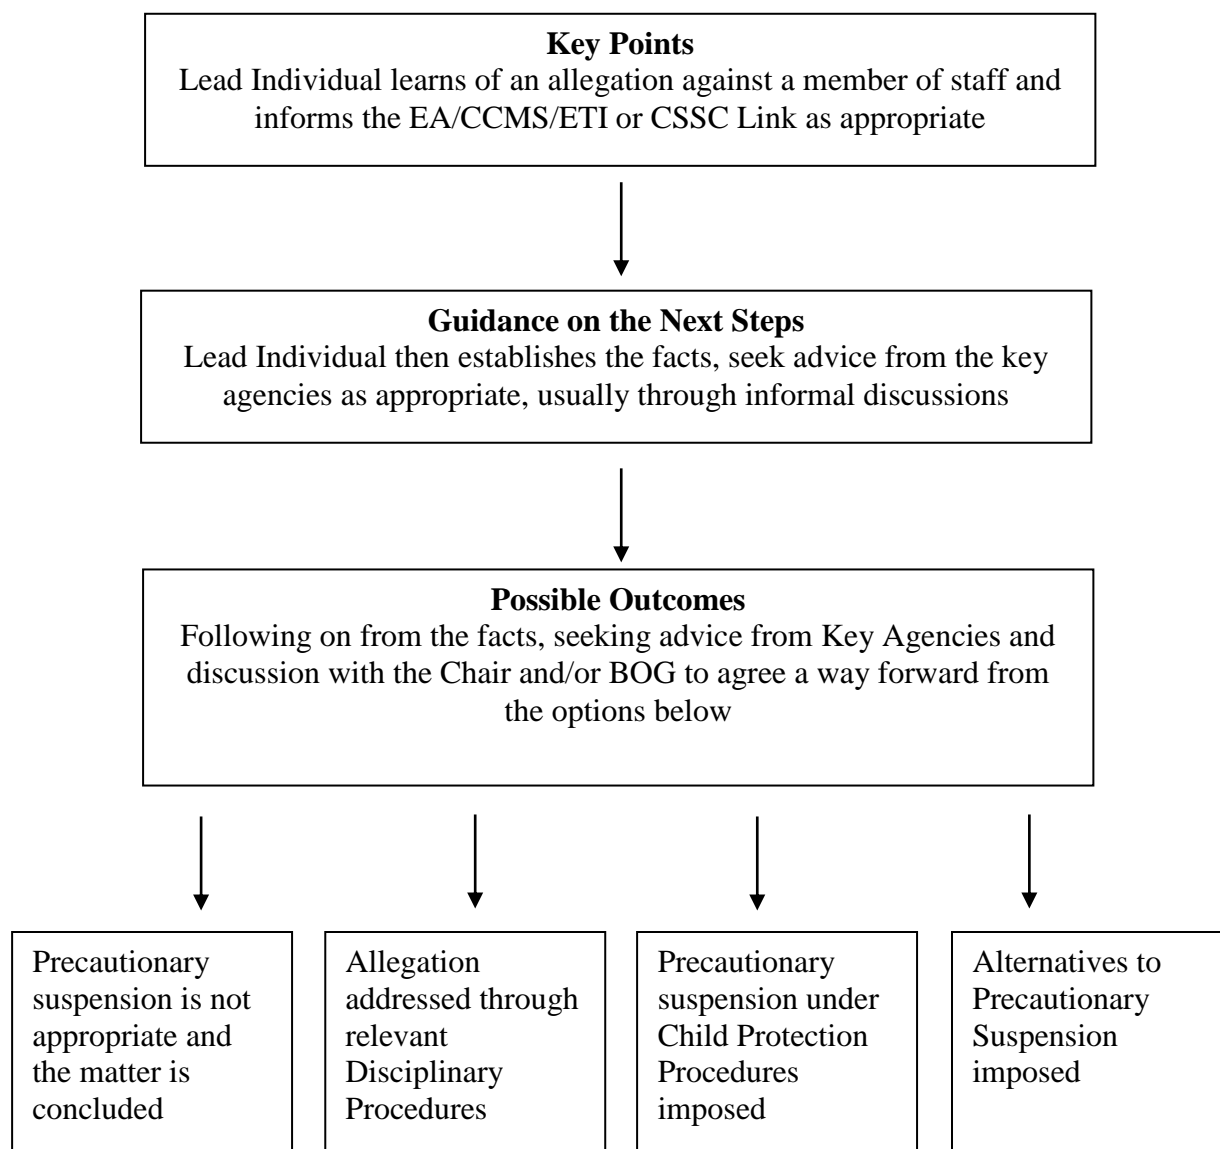 Key Points
Lead Individual learns of an allegation against a member of staff and
informs the EA/CCMS/ETI or CSSC Link as appropriate
Guidance on the Next Steps
Lead Individual then establishes the facts, seek advice from the key
agencies as appropriate, usually through informal discussions
Possible Outcomes
Following on from the facts, seeking advice from Key Agencies and
discussion with the Chair and/or BOG to agree a way forward from
the options below
Precautionary
suspension is not
appropriate and
the matter is
concluded
Allegation
addressed through
relevant
Disciplinary
Procedures
Precautionary
suspension under
Child Protection
Procedures
imposed
Alternatives to
Precautionary
Suspension
imposed